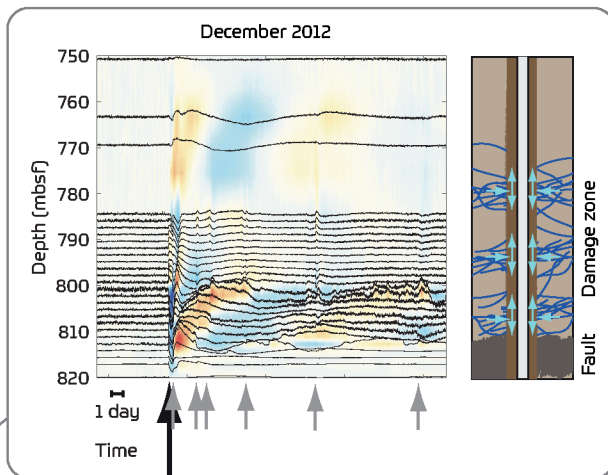 December 2012
Depth (mbsf)
750
760
770
780
790
800
810
820
1 day
Time
Damage zone
Fault